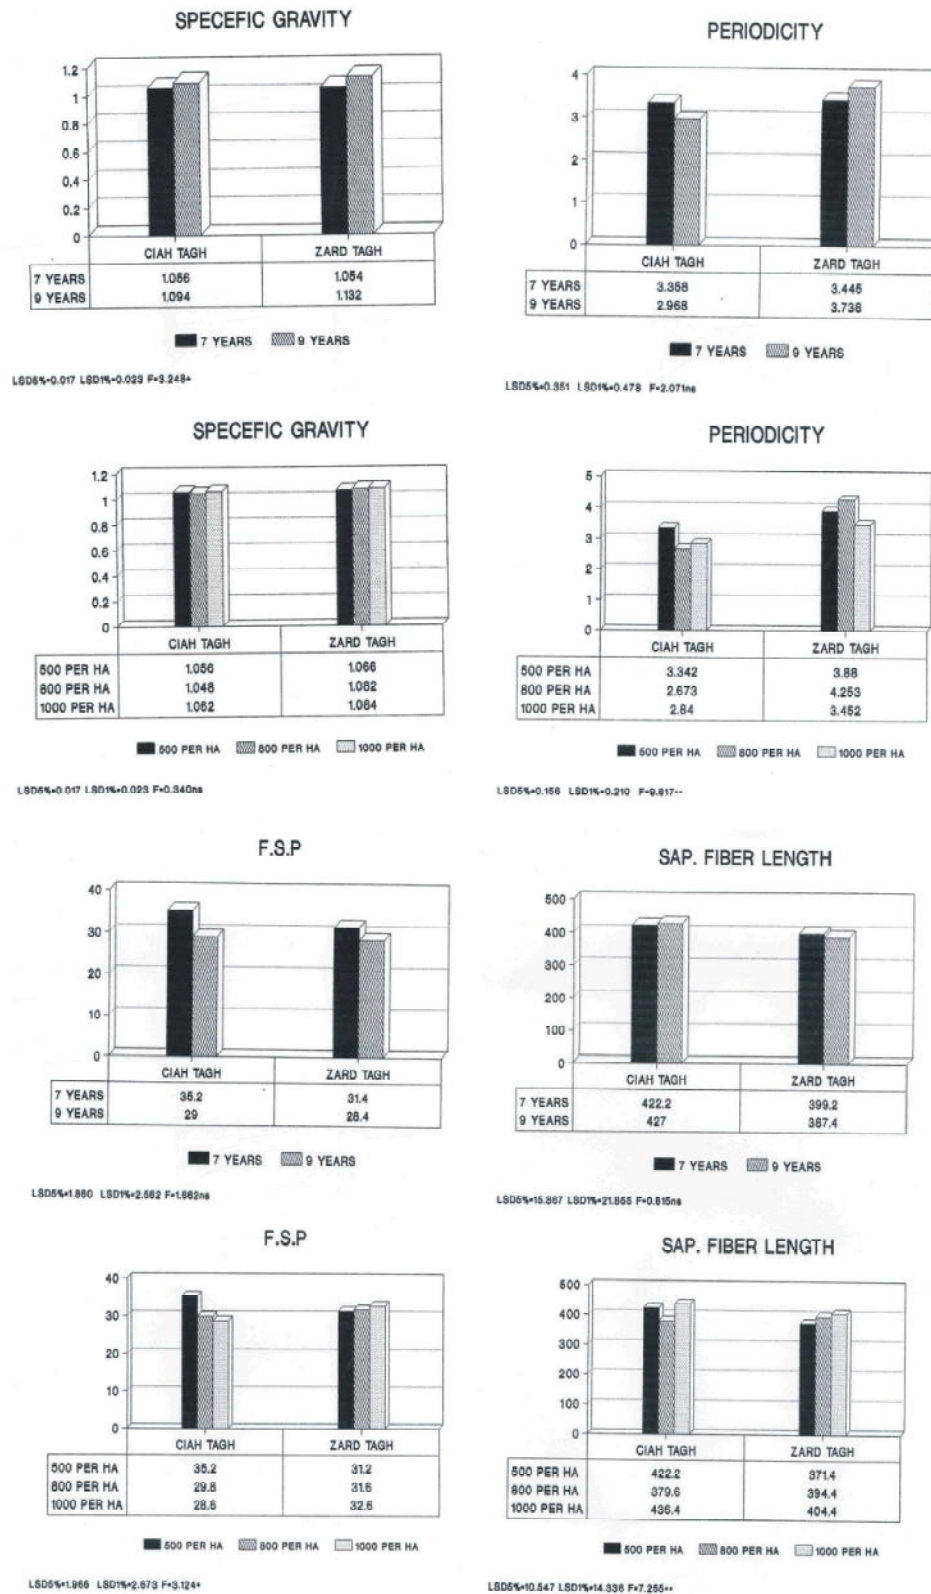 SPECEFIC GRAVITY
1.2
1
0.8
0.6
0.4
0.2
0
CIAH TAGH ZARD TAGH
7 YEARS 1.056 1.054
9 YEARS 1.094 1.132
7 YEARS 9 YEARS
LSD5%=0.017 LSD1%=0.023 F=3.248*
PERIODICITY
4
3
2
1
0
CIAH TAGH ZARD TAGH
7 YEARS 3.358 3.445
9 YEARS 2.968 3.736
7 YEARS 9 YEARS
LSD5%=0.351 LSD1%=0.478 F=2.071ns
SPECEFIC GRAVITY
1.2
1
0.8
0.6
0.4
0.2
0
CIAH TAGH ZARD TAGH
500 PER HA 1.056 1.066
800 PER HA 1.048 1.082
1000 PER HA 1.062 1.084
500 PER HA 800 PER HA 1000 PER HA
LSD5%=0.017 LSD1%=0.023 F=0.340ns
PERIODICITY
5
4
3
2
1
0
CIAH TAGH ZARD TAGH
500 PER HA 3.342 3.88
800 PER HA 2.673 4.253
1000 PER HA 2.84 3.452
500 PER HA 800 PER HA 1000 PER HA
LSD5%=0.156 LSD1%=0.210 F=9.617**
F.S.P
40
30
20
10
0
CIAH TAGH ZARD TAGH
7 YEARS 35.2 31.4
9 YEARS 29 28.4
7 YEARS 9 YEARS
LSD5%=1.860 LSD1%=2.562 F=1.662ns
SAP. FIBER LENGTH
500
400
300
200
100
0
CIAH TAGH ZARD TAGH
7 YEARS 422.2 399.2
9 YEARS 427 387.4
7 YEARS 9 YEARS
LSD5%=15.867 LSD1%=21.855 F=0.615ns
F.S.P
40
30
20
10
0
CIAH TAGH ZARD TAGH
500 PER HA 35.2 31.2
800 PER HA 29.8 31.6
1000 PER HA 28.6 32.6
500 PER HA 800 PER HA 1000 PER HA
LSD5%=1.966 LSD1%=2.673 F=3.124*
SAP. FIBER LENGTH
500
400
300
200
100
0
CIAH TAGH ZARD TAGH
500 PER HA 422.2 371.4
800 PER HA 379.6 394.4
1000 PER HA 436.4 404.4
500 PER HA 800 PER HA 1000 PER HA
LSD5%=10.547 LSD1%=14.336 F=7.255**